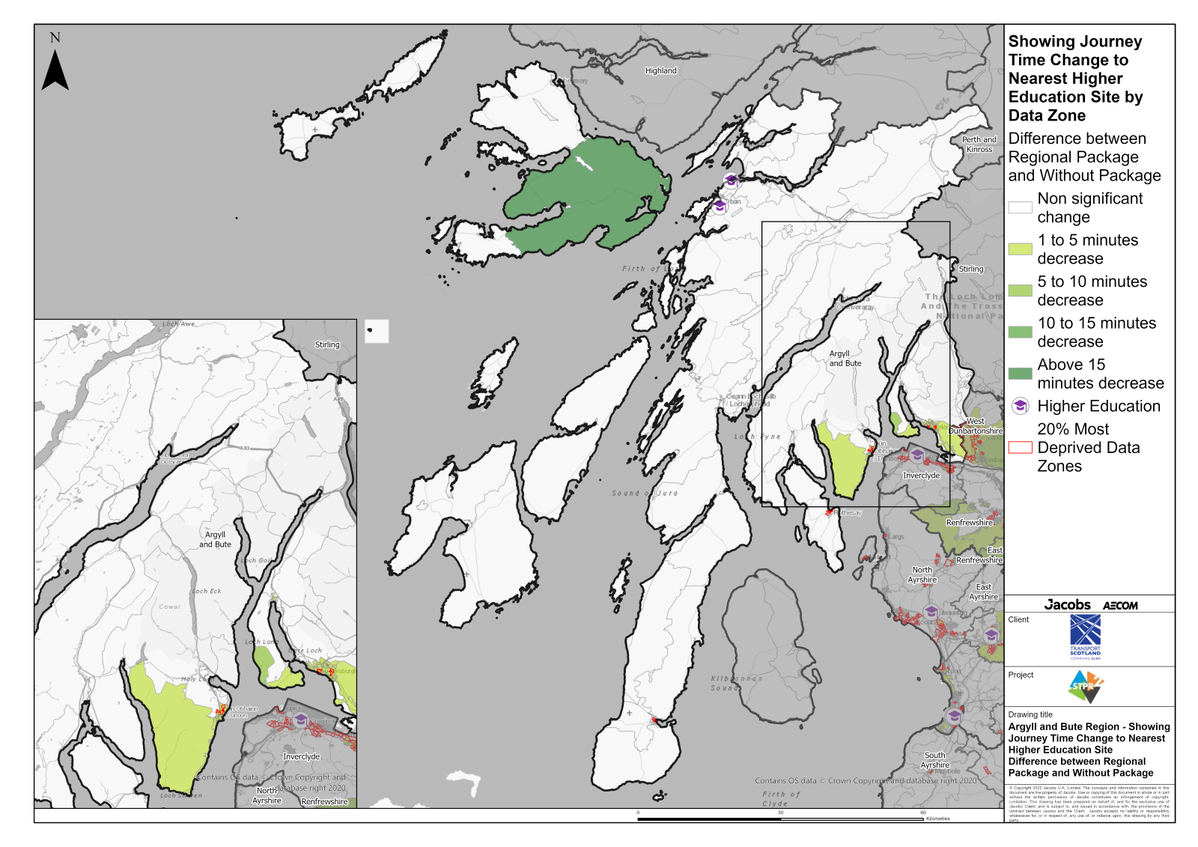 N
Highland
Perth and
Kinross
Stirling
Argyll
and Bute
West
Dunbartonshire
Inverclyde
Renfrewshire
East
Renfrewshire
North
Ayrshire
East
Ayrshire
South
Ayrshire
Largs
Loch Fyne
Sound of Jura
Kilbrannan
Sound
Firth of
Clyde
Contains OS data © Crown Copyright and database right 2020
0
30
60
Kilometres
Loch Awe
Stirling
Argyll
and Bute
Loch Goil
Loch Eck
Cowal
Loch Long
Gare Loch
Inverclyde
North
Ayrshire
Renfrewshire
Contains OS data © Crown Copyright and
database right 2020
Showing Journey
Time Change to
Nearest Higher
Education Site by
Data Zone
Difference between
Regional Package
and Without Package
Non significant
change
1 to 5 minutes
decrease
5 to 10 minutes
decrease
10 to 15 minutes
decrease
Above 15
minutes decrease
Higher Education
20% Most
Deprived Data
Zones
Jacobs AECOM
Client
TRANSPORT
SCOTLAND
CÒMHDHAIL ALBA
Project
STPR2
Drawing title
Argyll and Bute Region - Showing
Journey Time Change to Nearest
Higher Education Site
Difference between Regional
Package and Without Package